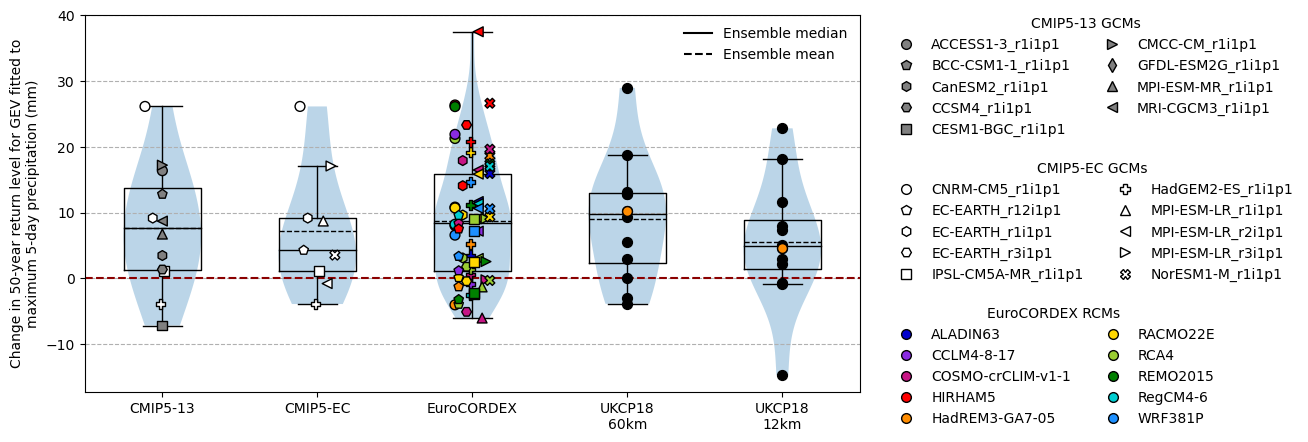 Change in 50-year return level for GEV fitted to
maximum 5-day precipitation (mm)
40
30
20
10
0
−10
Ensemble median
Ensemble mean
CMIP5-13
CMIP5-EC
EuroCORDEX
UKCP18
60km
UKCP18
12km
CMIP5-13 GCMs
ACCESS1-3_r1i1p1
BCC-CSM1-1_r1i1p1
CanESM2_r1i1p1
CCSM4_r1i1p1
CESM1-BGC_r1i1p1
CMCC-CM_r1i1p1
GFDL-ESM2G_r1i1p1
MPI-ESM-MR_r1i1p1
MRI-CGCM3_r1i1p1
CMIP5-EC GCMs
CNRM-CM5_r1i1p1
EC-EARTH_r12i1p1
EC-EARTH_r1i1p1
EC-EARTH_r3i1p1
IPSL-CM5A-MR_r1i1p1
HadGEM2-ES_r1i1p1
MPI-ESM-LR_r1i1p1
MPI-ESM-LR_r2i1p1
MPI-ESM-LR_r3i1p1
NorESM1-M_r1i1p1
EuroCORDEX RCMs
ALADIN63
CCLM4-8-17
COSMO-crCLIM-v1-1
HIRHAM5
HadREM3-GA7-05
RACMO22E
RCA4
REMO2015
RegCM4-6
WRF381P